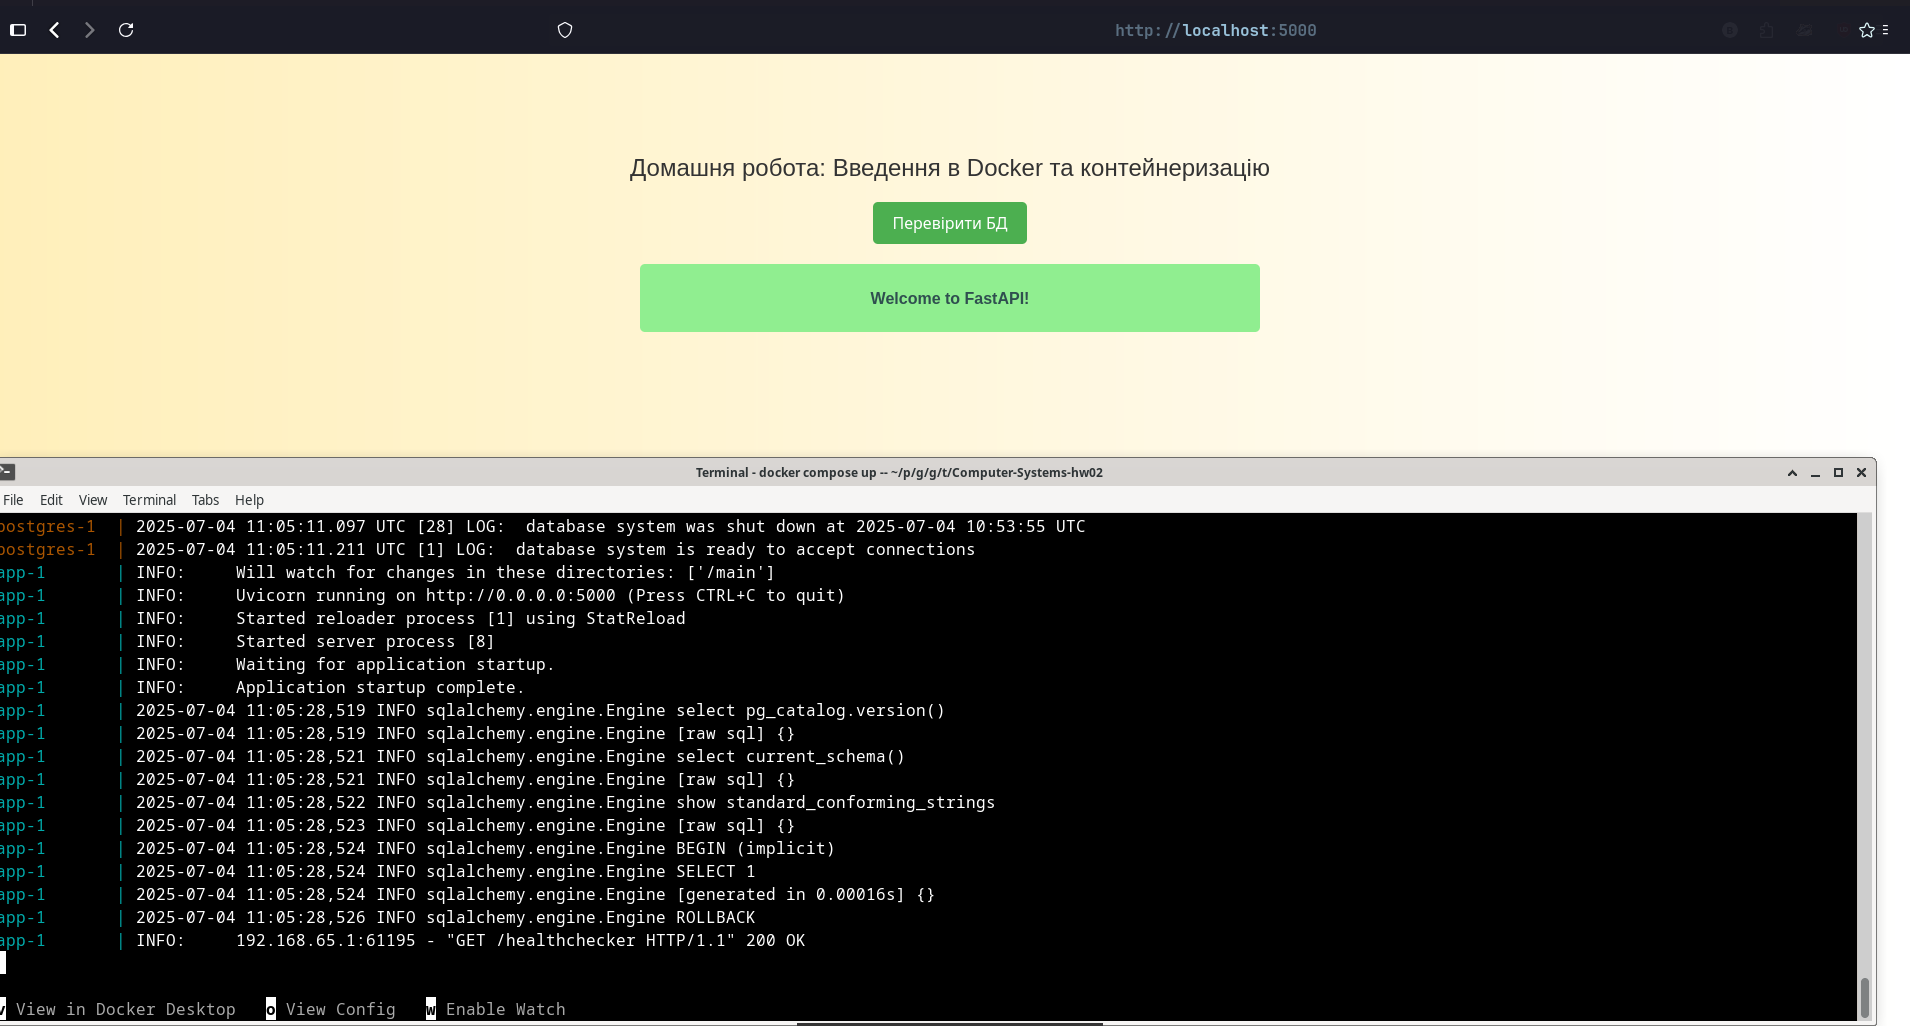 http://localhost:5000
Домашня робота: Введення в Docker та контейнеризацію
Перевірити БД
Welcome to FastAPI!
Terminal - docker compose up -- ~/p/g/g/t/Computer-Systems-hw02
File Edit View Terminal Tabs Help
postgres-1 | 2025-07-04 11:05:11.097 UTC [28] LOG:  database system was shut down at 2025-07-04 10:53:55 UTC
postgres-1 | 2025-07-04 11:05:11.211 UTC [1] LOG:  database system is ready to accept connections
app-1 | INFO:     Will watch for changes in these directories: ['/main']
app-1 | INFO:     Uvicorn running on http://0.0.0.0:5000 (Press CTRL+C to quit)
app-1 | INFO:     Started reloader process [1] using StatReload
app-1 | INFO:     Started server process [8]
app-1 | INFO:     Waiting for application startup.
app-1 | INFO:     Application startup complete.
app-1 | 2025-07-04 11:05:28,519 INFO sqlalchemy.engine.Engine select pg_catalog.version()
app-1 | 2025-07-04 11:05:28,519 INFO sqlalchemy.engine.Engine [raw sql] {}
app-1 | 2025-07-04 11:05:28,521 INFO sqlalchemy.engine.Engine select current_schema()
app-1 | 2025-07-04 11:05:28,521 INFO sqlalchemy.engine.Engine [raw sql] {}
app-1 | 2025-07-04 11:05:28,522 INFO sqlalchemy.engine.Engine show standard_conforming_strings
app-1 | 2025-07-04 11:05:28,523 INFO sqlalchemy.engine.Engine [raw sql] {}
app-1 | 2025-07-04 11:05:28,524 INFO sqlalchemy.engine.Engine BEGIN (implicit)
app-1 | 2025-07-04 11:05:28,524 INFO sqlalchemy.engine.Engine SELECT 1
app-1 | 2025-07-04 11:05:28,524 INFO sqlalchemy.engine.Engine [generated in 0.00016s] {}
app-1 | 2025-07-04 11:05:28,526 INFO sqlalchemy.engine.Engine ROLLBACK
app-1 | INFO:     192.168.65.1:61195 - "GET /healthchecker HTTP/1.1" 200 OK
v View in Docker Desktop   o View Config   w Enable Watch